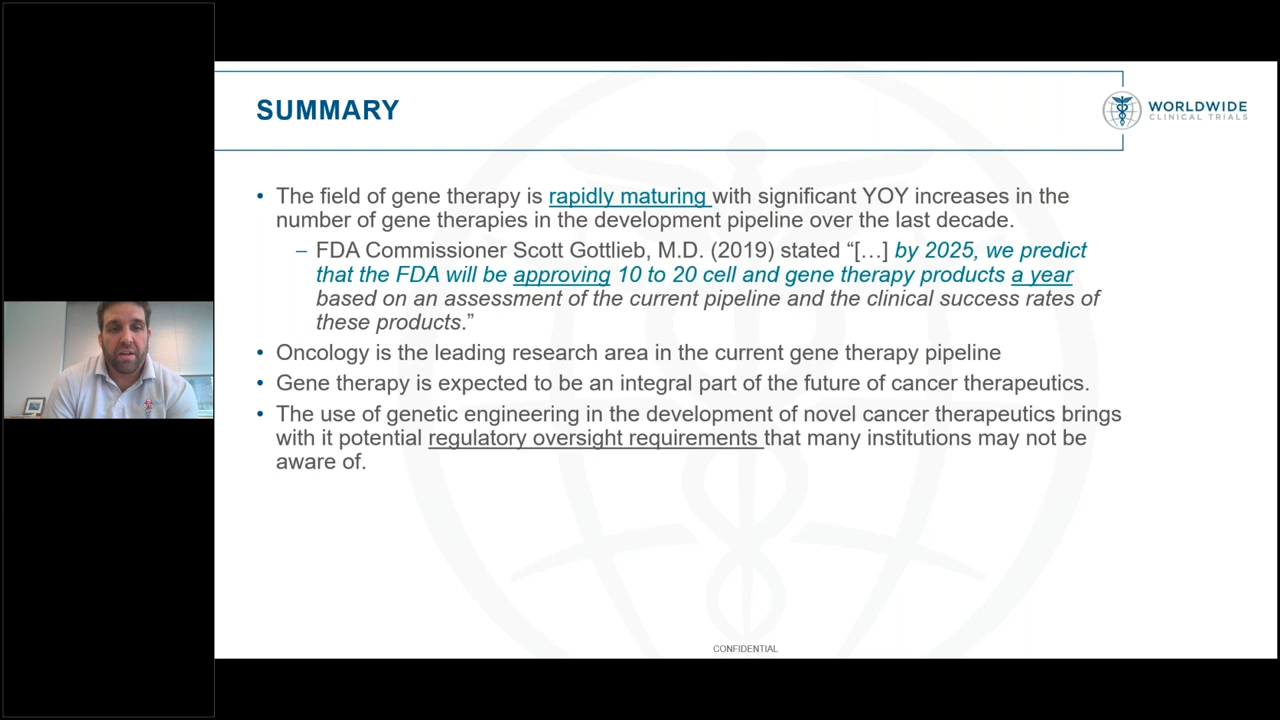 SUMMARY
WORLDWIDE
CLINICAL TRIALS
• The field of gene therapy is rapidly maturing with significant YOY increases in the
number of gene therapies in the development pipeline over the last decade.
– FDA Commissioner Scott Gottlieb, M.D. (2019) stated “[…] by 2025, we predict
that the FDA will be approving 10 to 20 cell and gene therapy products a year
based on an assessment of the current pipeline and the clinical success rates of
these products.”
• Oncology is the leading research area in the current gene therapy pipeline
• Gene therapy is expected to be an integral part of the future of cancer therapeutics.
• The use of genetic engineering in the development of novel cancer therapeutics brings
with it potential regulatory oversight requirements that many institutions may not be
aware of.
CONFIDENTIAL